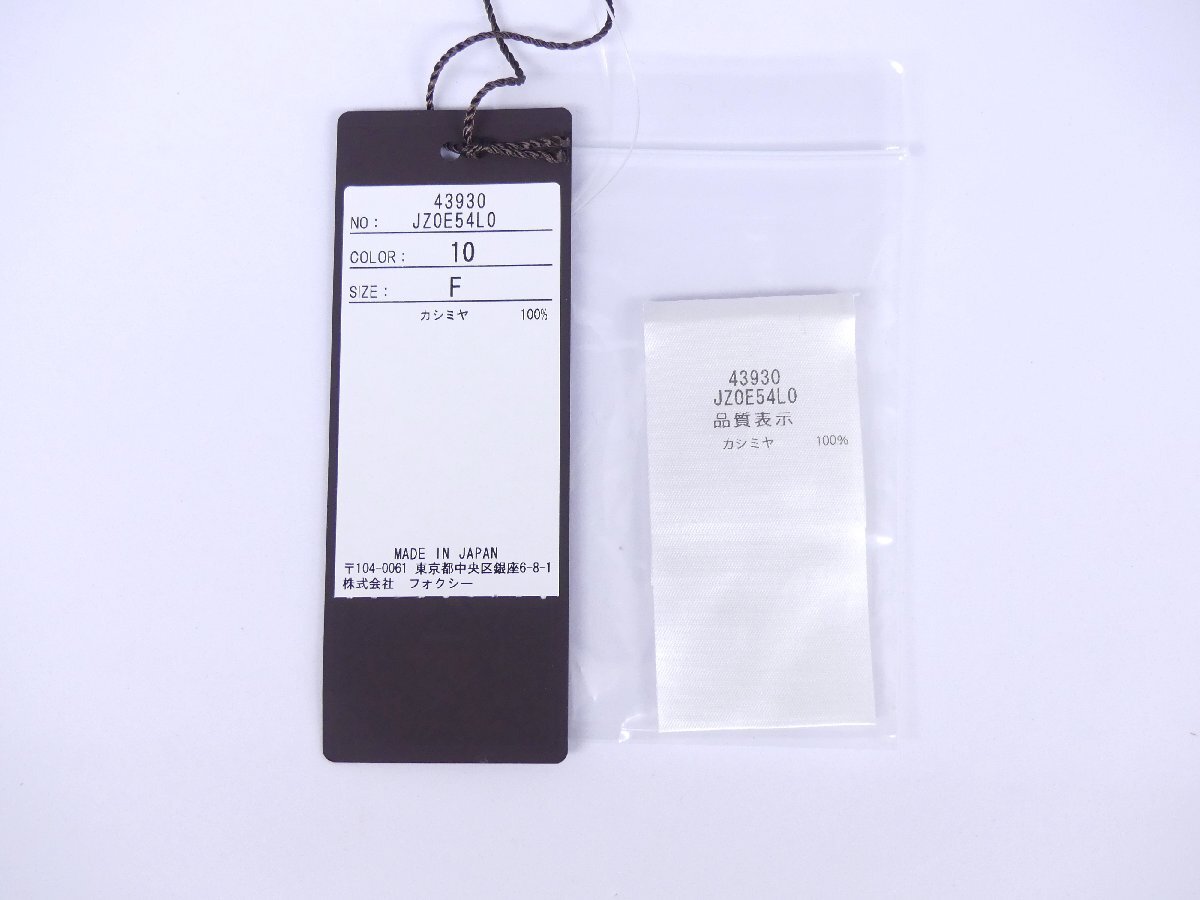 43930
NO: JZ0E54L0
COLOR: 10
SIZE: F
カシミヤ 100%
MADE IN JAPAN
〒104-0061 東京都中央区銀座6-8-1
株式会社 フォクシー
43930
JZ0E54L0
品質表示
カシミヤ 100%